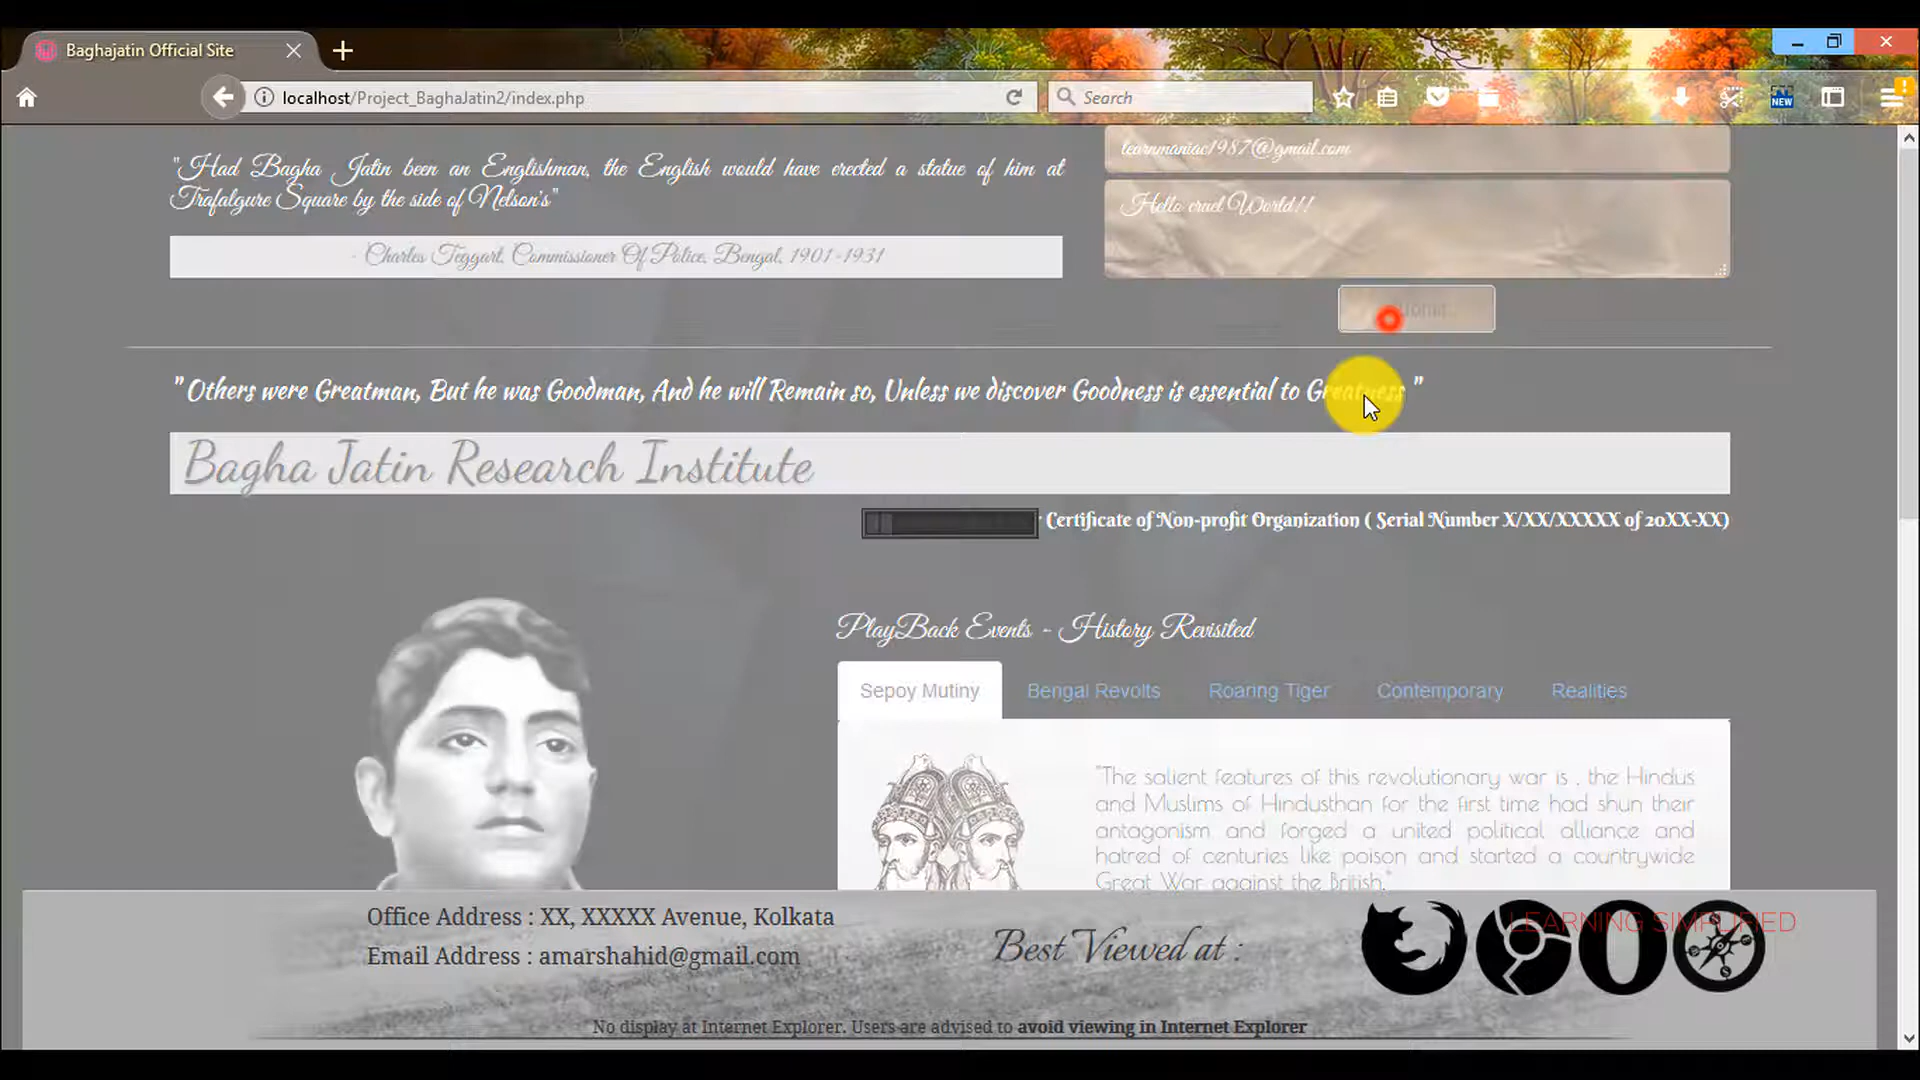 Baghajatin Official Site
localhost/Project_BaghaJatin2/index.php
Search
NEW
"Had Bagha Jatin been an Englishman, the English would have erected a statue of him at
Trafalgure Square by the side of Nelson's"
- Charles Teggart, Commissioner Of Police, Bengal, 1901-1931
learnmaniac1987@gmail.com
Hello cruel World!!
" Others were Greatman, But he was Goodman, And he will Remain so, Unless we discover Goodness is essential to Greatness "
Bagha Jatin Research Institute
Certificate of Non-profit Organization ( Serial Number X/XX/XXXXX of 20XX-XX)
PlayBack Events - History Revisited
Sepoy Mutiny
Bengal Revolts
Roaring Tiger
Contemporary
Realities
"The salient features of this revolutionary war is , the Hindus
and Muslims of Hindusthan for the first time had shun their
antagonism and forged a united political alliance and
hatred of centuries like poison and started a countrywide
Great War against the British."
Office Address : XX, XXXXX Avenue, Kolkata
Email Address : amarshahid@gmail.com
Best Viewed at :
LEARNING SIMPLIFIED
No display at Internet Explorer. Users are advised to avoid viewing in Internet Explorer